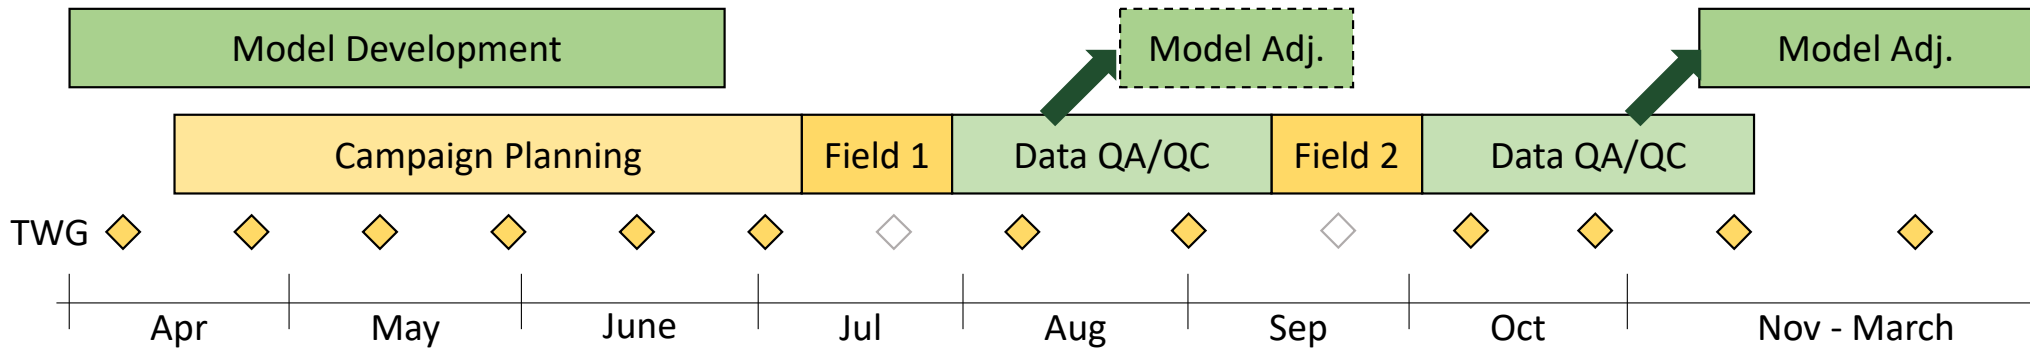 Model Development
Model Adj.
Model Adj.
Campaign Planning
Field 1
Data QA/QC
Field 2
Data QA/QC
TWG
Apr
May
June
Jul
Aug
Sep
Oct
Nov - March